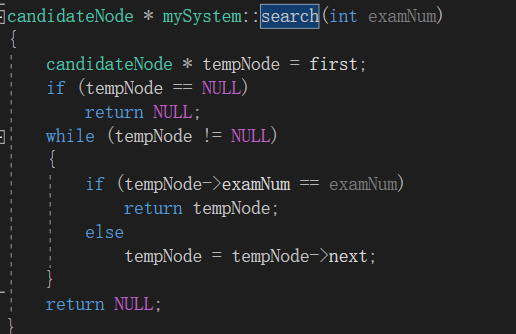 candidateNode * mySystem::search(int examNum)
{
candidateNode * tempNode = first;
if (tempNode == NULL)
return NULL;
while (tempNode != NULL)
{
if (tempNode->examNum == examNum)
return tempNode;
else
tempNode = tempNode->next;
}
return NULL;
}